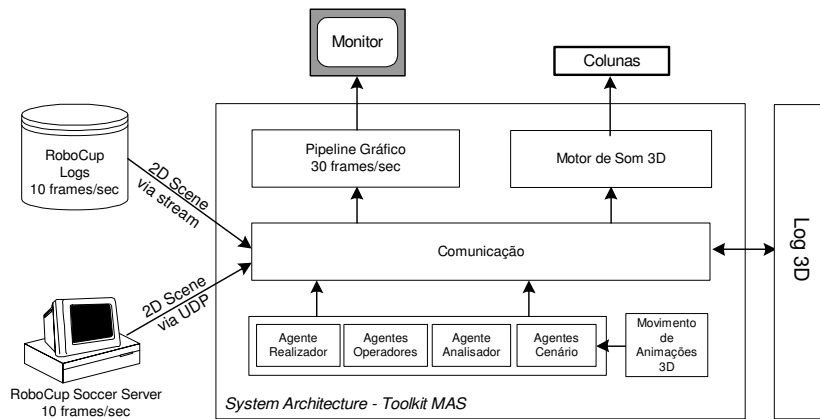 Monitor
Colunas
RoboCup
Logs
10 frames/sec
2D Scene
via stream
Pipeline Gráfico
30 frames/sec
Motor de Som 3D
Comunicação
Log 3D
2D Scene
via UDP
Agente
Realizador
Agentes
Operadores
Agente
Analisador
Agentes
Cenário
Movimento
de
Animações
3D
RoboCup Soccer Server
10 frames/sec
System Architecture - Toolkit MAS